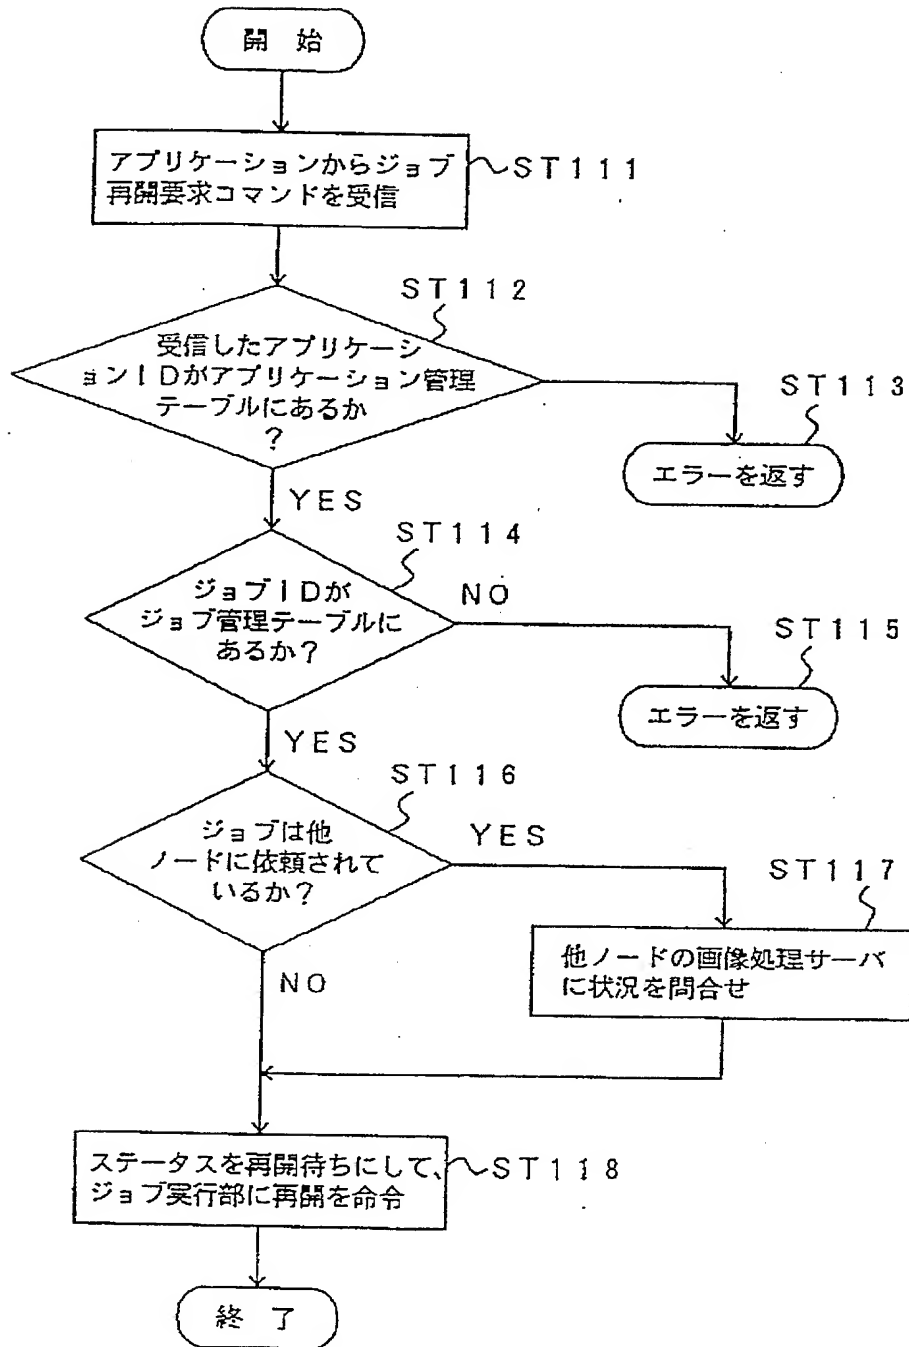 開 始
アプリケーションからジョブ
再開要求コマンドを受信
ST111
ST112
受信したアプリケーシ
ョンIDがアプリケーション管理
テーブルにあるか
?
ST113
エラーを返す
YES
ST114
ジョブIDが
ジョブ管理テーブルに
あるか?
NO
ST115
エラーを返す
YES
ST116
ジョブは他
ノードに依頼されて
いるか?
YES
ST117
他ノードの画像処理サーバ
に状況を問合せ
NO
ステータスを再開待ちにして、
ジョブ実行部に再開を命令
ST118
終 了